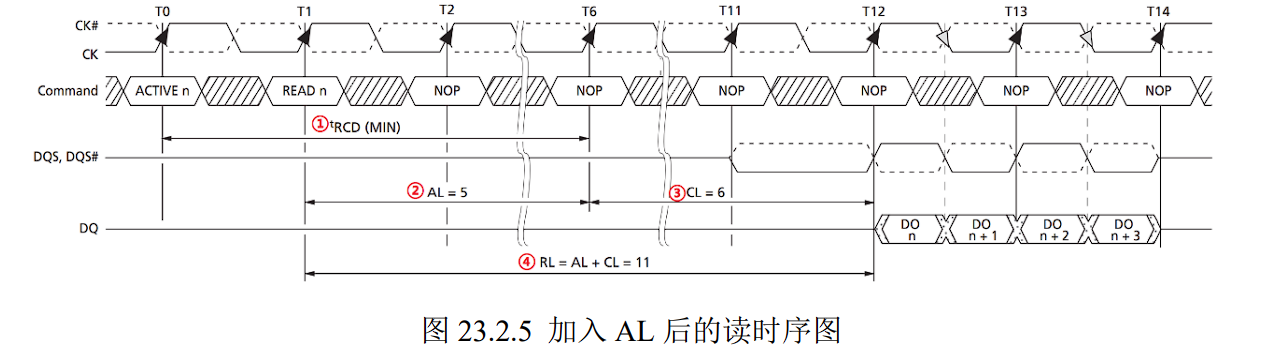 T0 T1 T2 T6 T11 T12 T13 T14
CK#
CK
Command ACTIVE n READ n NOP NOP NOP NOP NOP NOP
① tRCD (MIN)
DQS, DQS#
② AL = 5 ③ CL = 6
DQ DO n DO n + 1 DO n + 2 DO n + 3
④ RL = AL + CL = 11
图 23.2.5 加入 AL 后的读时序图